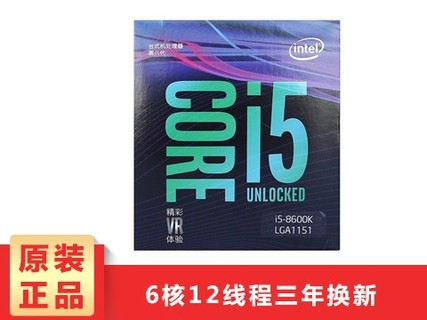 台式机处理器
第八代
intel
CORE
i5
UNLOCKED
精彩
VR
体验
i5-8600K
LGA1151
原装
正品
6核12线程三年换新